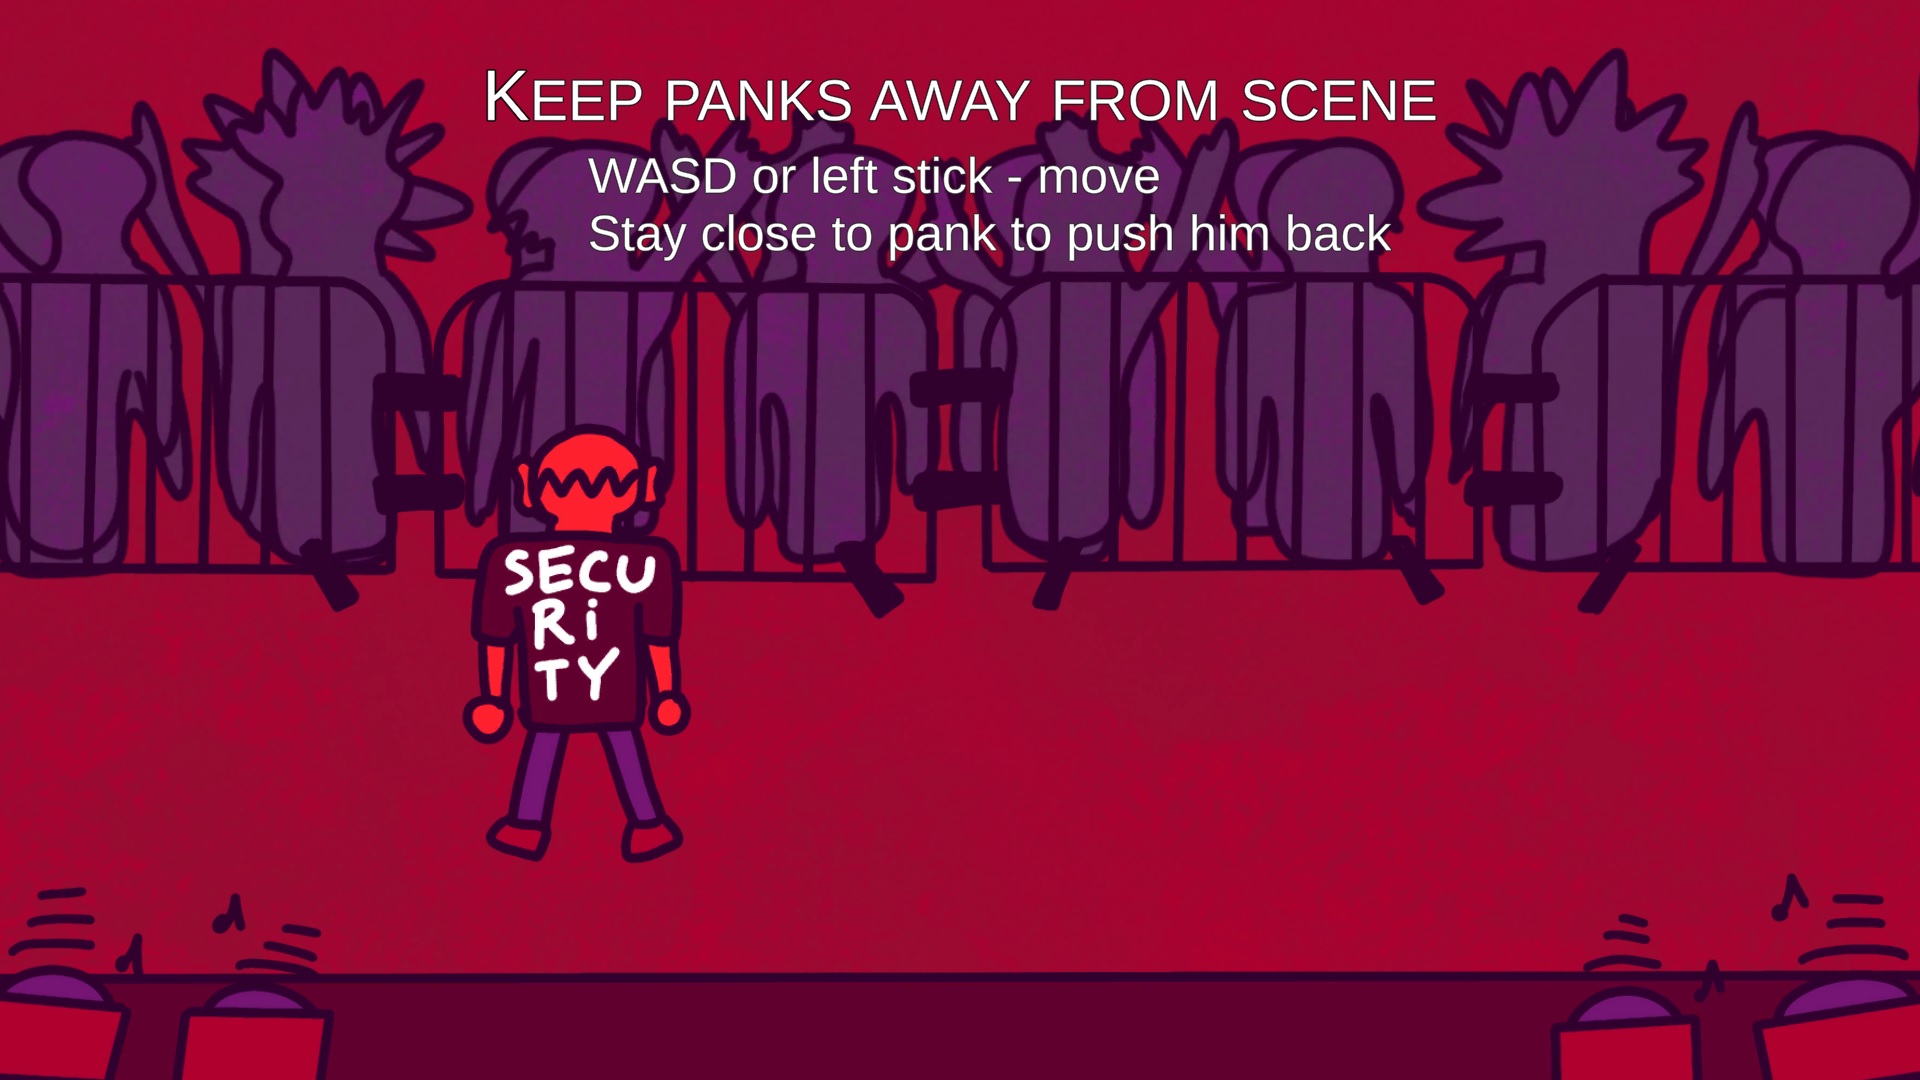 KEEP PANKS AWAY FROM SCENE
WASD or left stick - move
Stay close to pank to push him back
SECU
Ri
TY